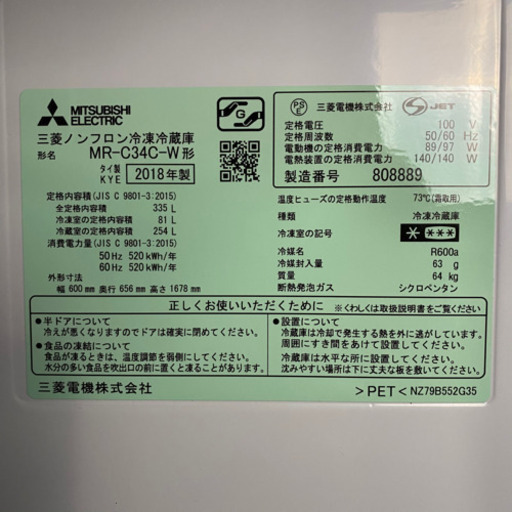 MITSUBISHI
ELECTRIC
G
PS
E
三菱電機株式会社
JET
三菱ノンフロン冷凍冷蔵庫
形名 MR-C34C-W形
タイ製
KYE
2018年製
定格内容積(JIS C 9801-3:2015)
全定格内容積 335 L
冷凍室の定格内容積 81 L
冷蔵室の定格内容積 254 L
消費電力量(JIS C 9801-3:2015)
50 Hz 520 kWh/年
60 Hz 520 kWh/年
外形寸法
幅 600 mm 奥行 656 mm 高さ 1678 mm
定格電圧 100 V
定格周波数 50/60 Hz
電動機の定格消費電力 89/97 W
電熱装置の定格消費電力 140/140 W
製造番号 808889
温度ヒューズの定格動作温度 73℃(霜取用)
種類 冷凍冷蔵庫
冷凍室の記号
冷媒名 R600a
冷媒封入量 63 g
質量 64 kg
断熱発泡ガス シクロペンタン
正しくお使いいただくために ※くわしくは取扱説明書をご覧ください
●半ドアについて
冷えが悪くなりますのでドアは確実に閉めてください。
●食品の凍結について
食品が凍るときは、温度調節を弱側にしてください。
水分の多い食品を吹出口の前に置くと凍ることがあります。
●設置について
冷蔵庫は冷却で発生する熱を外に逃がしています。
周囲にすき間をあけて設置してください。
冷蔵庫は水平な所に設置してください。
沈みやすい場所は下に丈夫な板を敷いてください。
三菱電機株式会社
>PET< NZ79B552G35